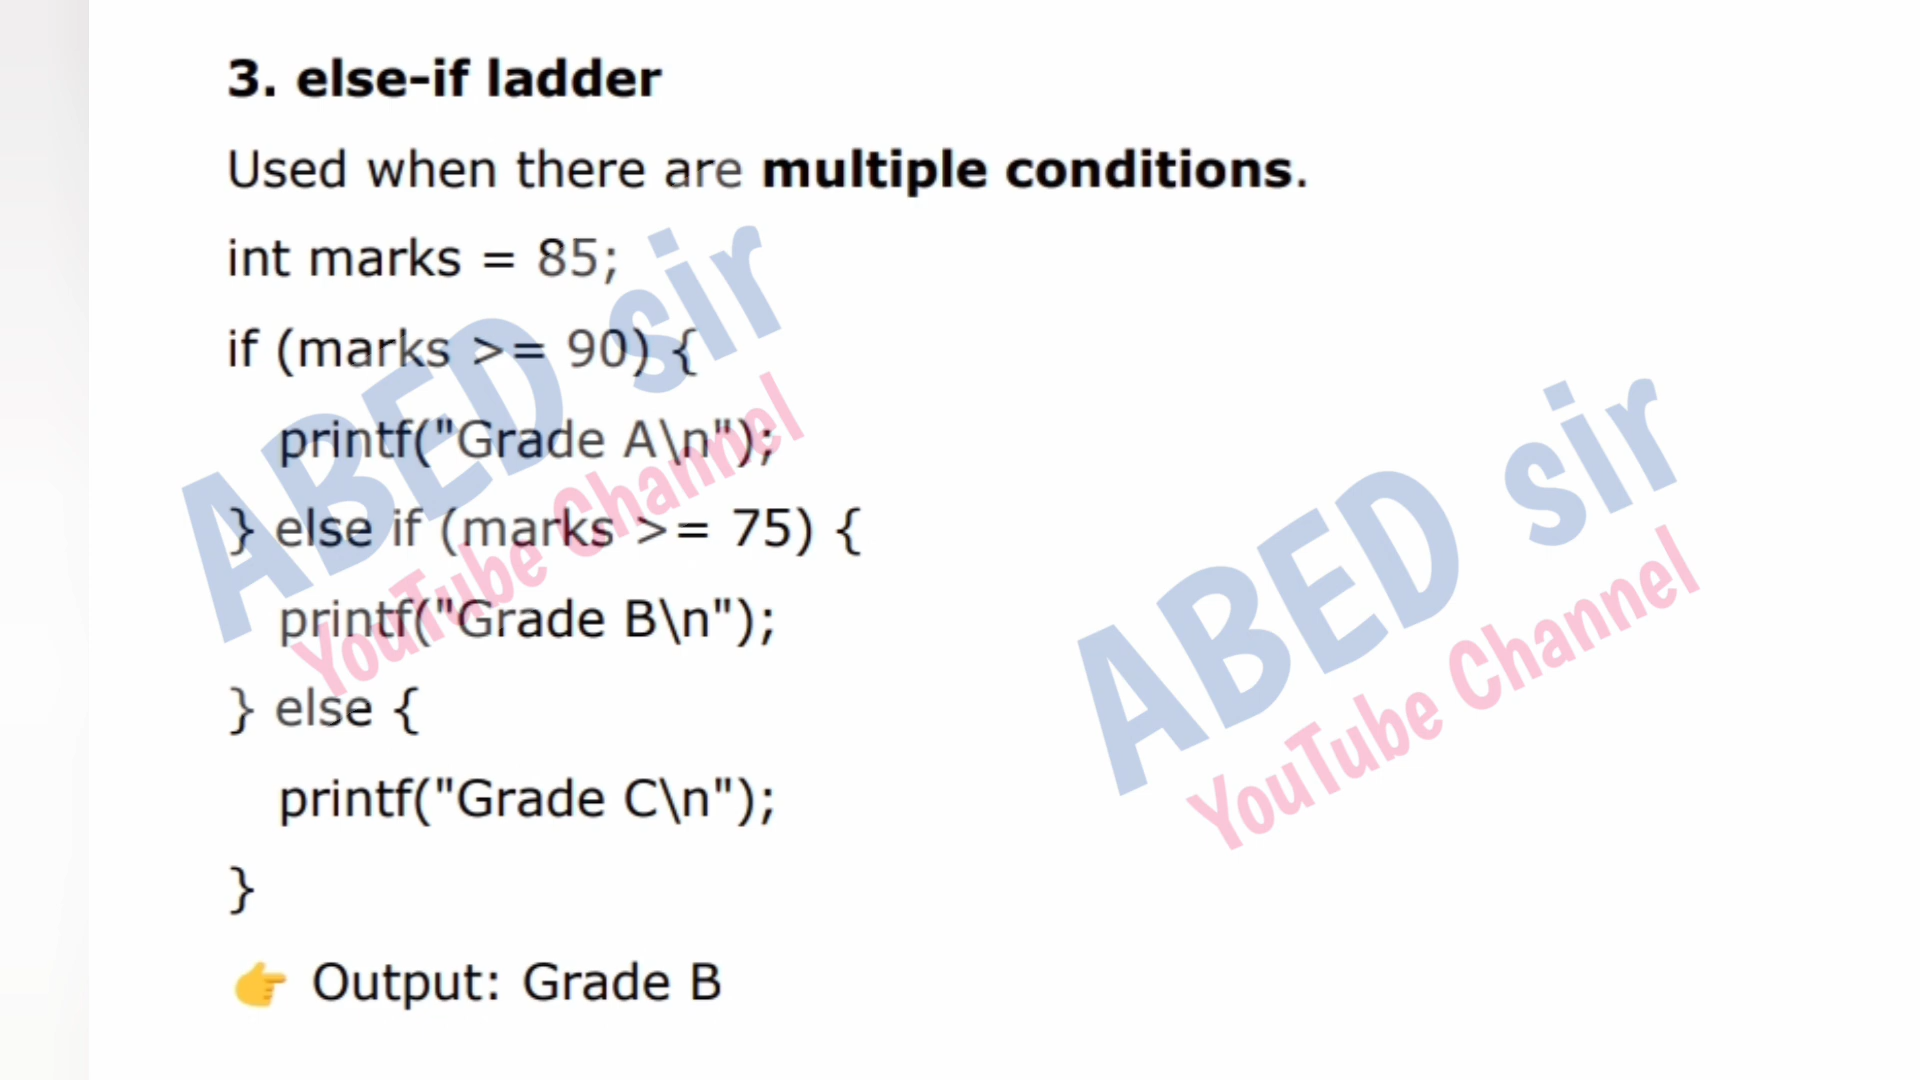 3. else-if ladder
Used when there are multiple conditions.
int marks = 85;
if (marks >= 90) {
printf("Grade A\n");
} else if (marks >= 75) {
printf("Grade B\n");
} else {
printf("Grade C\n");
}
👉 Output: Grade B
ABED sir
YouTube Channel
ABED sir
YouTube Channel